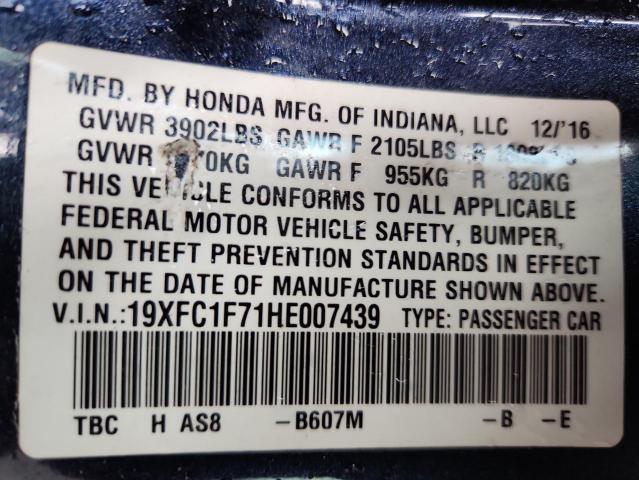 MFD. BY HONDA MFG. OF INDIANA, LLC 12/'16
GVWR 3902LBS GAWR F 2105LBS R
GVWR GAWR F 955KG R 820KG
THIS VEHICLE CONFORMS TO ALL APPLICABLE
FEDERAL MOTOR VEHICLE SAFETY, BUMPER,
AND THEFT PREVENTION STANDARDS IN EFFECT
ON THE DATE OF MANUFACTURE SHOWN ABOVE.
V.I.N.:19XFC1F71HE007439 TYPE: PASSENGER CAR
TBC H AS8 -B607M -B -E